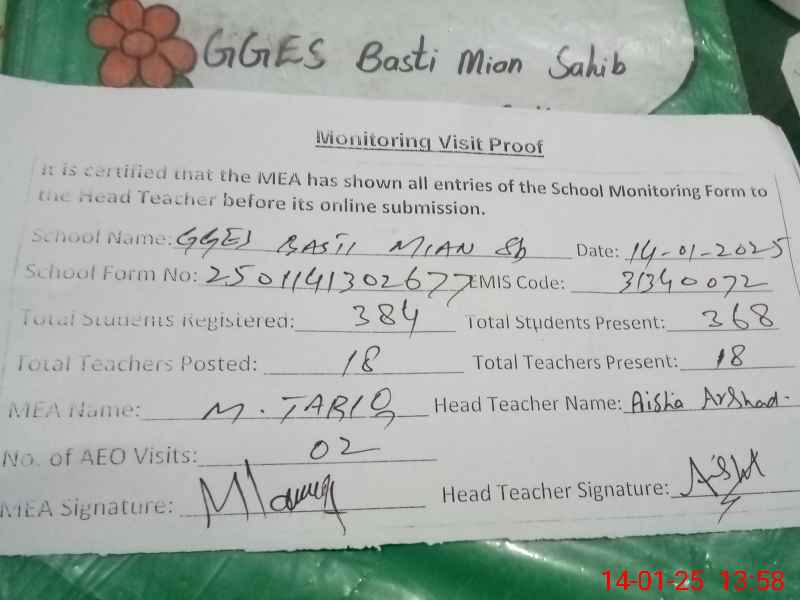 GGES Basti Mian Sahib
Monitoring Visit Proof
It is certified that the MEA has shown all entries of the School Monitoring Form to
the Head Teacher before its online submission.
School Name: GGES BASTI MIAN Sb Date: 14-01-2025
School Form No: 2501141302677 EMIS Code: 31340072
Total Students Registered: 384 Total Students Present: 368
Total Teachers Posted: 18 Total Teachers Present: 18
MEA Name: M. TARIQ Head Teacher Name: Aisha Arshad.
No. of AEO Visits: 02
MEA Signature: Head Teacher Signature:
14-01-25 13:58